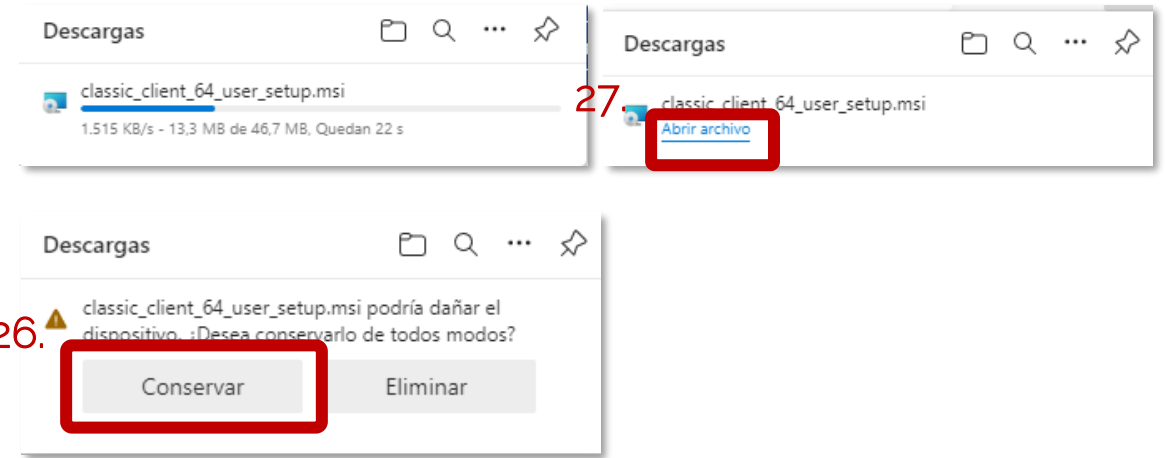 Descargas
classic_client_64_user_setup.msi
1.515 KB/s - 13,3 MB de 46,7 MB, Quedan 22 s
Descargas
27.
classic_client_64_user_setup.msi
Abrir archivo
Descargas
26.
classic_client_64_user_setup.msi podría dañar el
dispositivo. ¿Desea conservarlo de todos modos?
Conservar
Eliminar